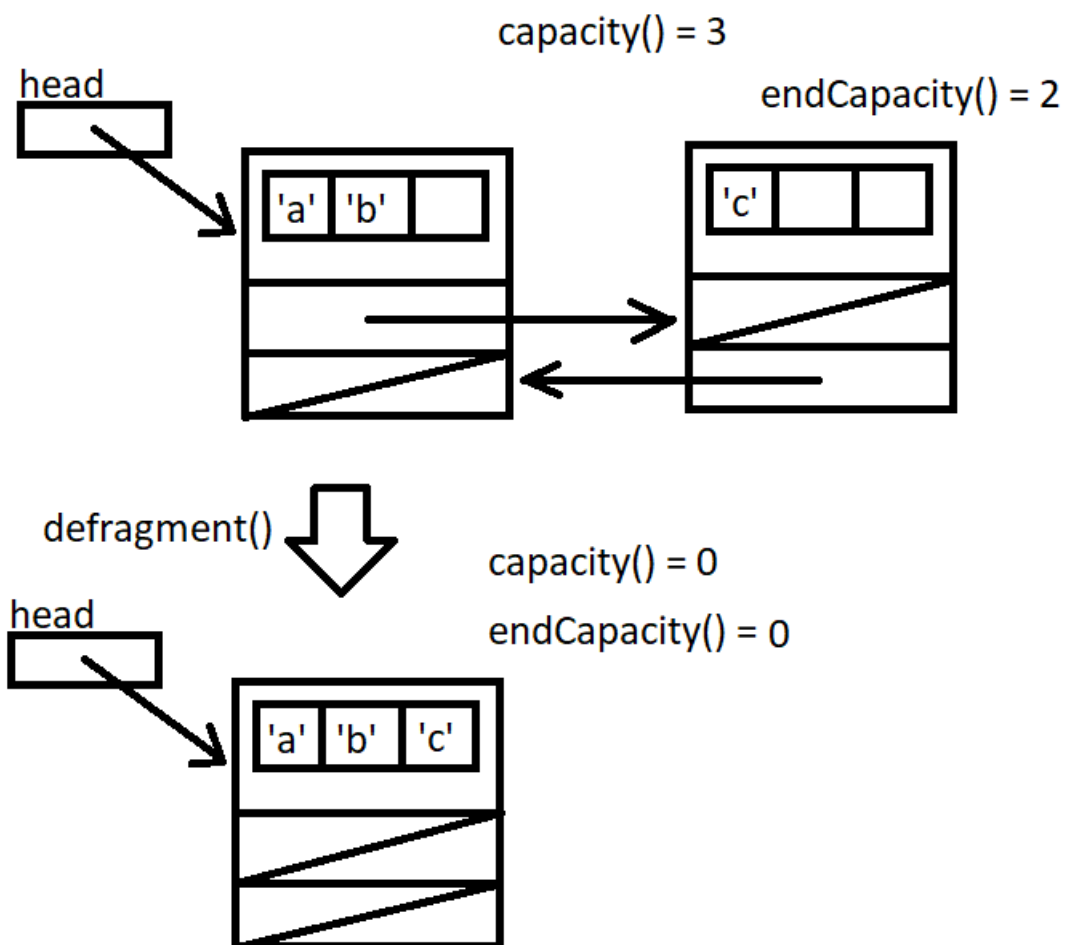 capacity() = 3
head
endCapacity() = 2
'a' 'b'
'c'
defragment()
capacity() = 0
head
endCapacity() = 0
'a' 'b' 'c'